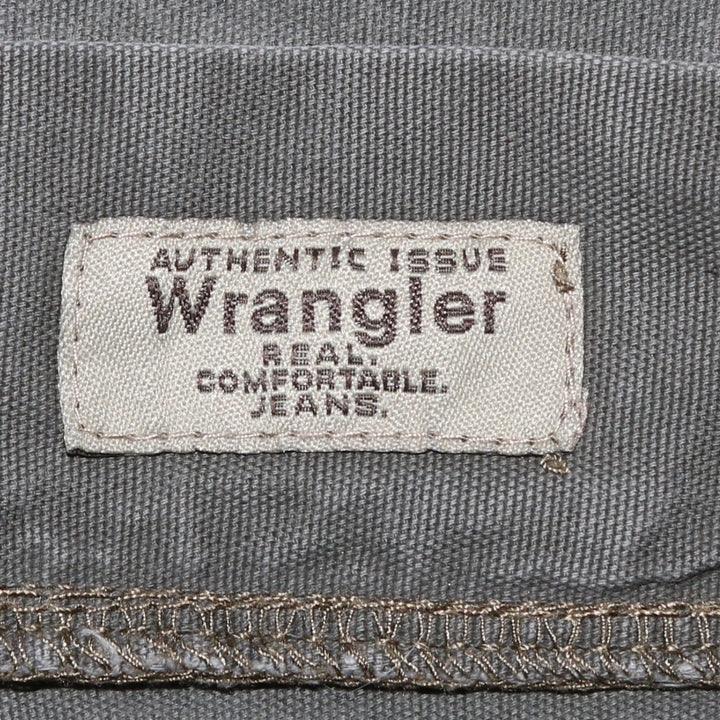 AUTHENTIC ISSUE
Wrangler
REAL.
COMFORTABLE.
JEANS.